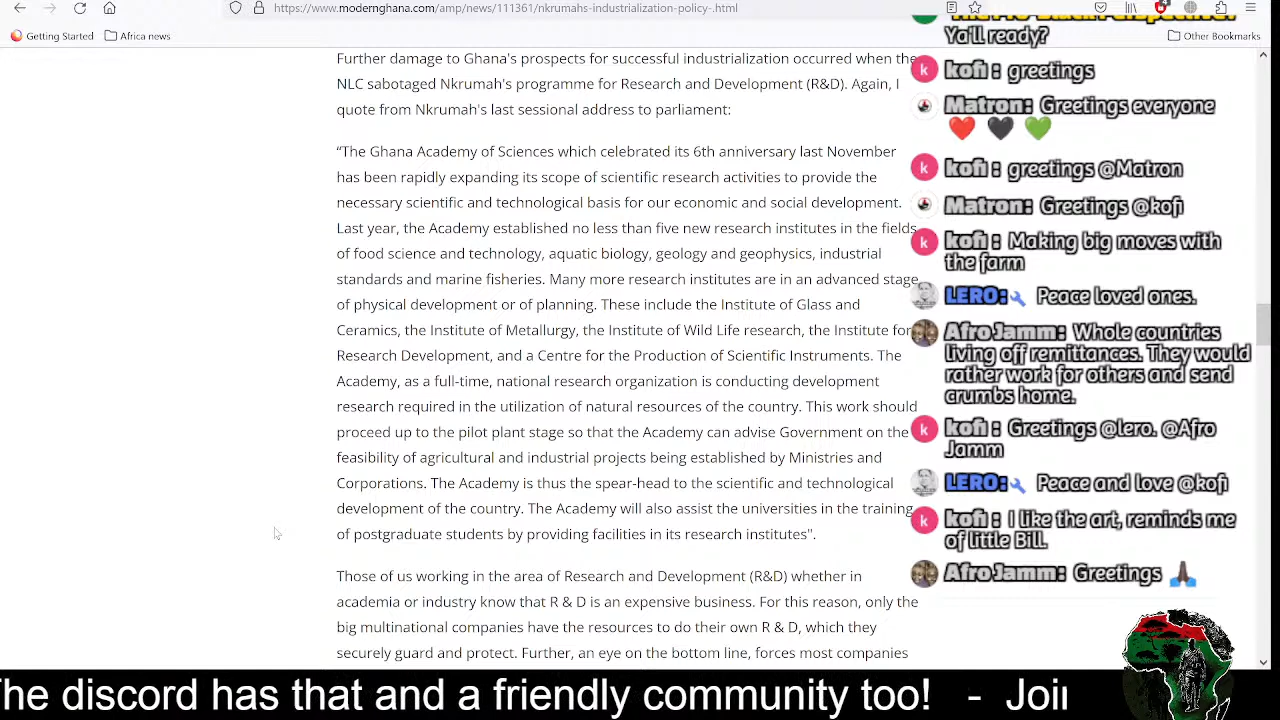 https://www.modernghana.com/amp/news/111361/nkrumahs-industrialization-policy-.html
Getting Started
Africa news
Other Bookmarks
Further damage to Ghana's prospects for successful industrialization occurred when the
NLC sabotaged Nkrumah's programme for Research and Development (R&D). Again, I
quote from Nkrumah's last sessional address to parliament:
“The Ghana Academy of Sciences which celebrated its 6th anniversary last November
has been rapidly expanding its scope of scientific research activities to provide the
necessary scientific and technological basis for our economic and social development.
Last year, the Academy established no less than five new research institutes in the fields
of food science and technology, aquatic biology, geology and geophysics, industrial
standards and marine fisheries. Many more research institutes are in an advanced stage
of physical development or of planning. These include the Institute of Glass and
Ceramics, the Institute of Metallurgy, the Institute of Wild Life research, the Institute for
Research Development, and a Centre for the Production of Scientific Instruments. The
Academy, as a full-time, national research organization is conducting development
research required in the utilization of natural resources of the country. This work should
proceed up to the pilot plant stage so that the Academy can advise Government on the
feasibility of agricultural and industrial projects being established by Ministries and
Corporations. The Academy is thus the spear-head to the scientific and technological
development of the country. The Academy will also assist the universities in the training
of postgraduate students by providing facilities in its research institutes".
Those of us working in the area of Research and Development (R&D) whether in
academia or industry know that R & D is an expensive business. For this reason, only the
big multinational companies have the resources to do their own R & D, which they
securely guard and protect. Further, an eye on the bottom line, forces most companies
Ya'll ready?
kofi : greetings
Matron: Greetings everyone
❤️ 🖤 💚
kofi : greetings @Matron
Matron: Greetings @kofi
kofi : Making big moves with
the farm
LERO: Peace loved ones.
AfroJamm: Whole countries
living off remittances. They would
rather work for others and send
crumbs home.
kofi : Greetings @lero. @Afro
Jamm
LERO: Peace and love @kofi
kofi : I like the art, reminds me
of little Bill.
AfroJamm: Greetings 🙏🏿
The discord has that and a friendly community too! - Join